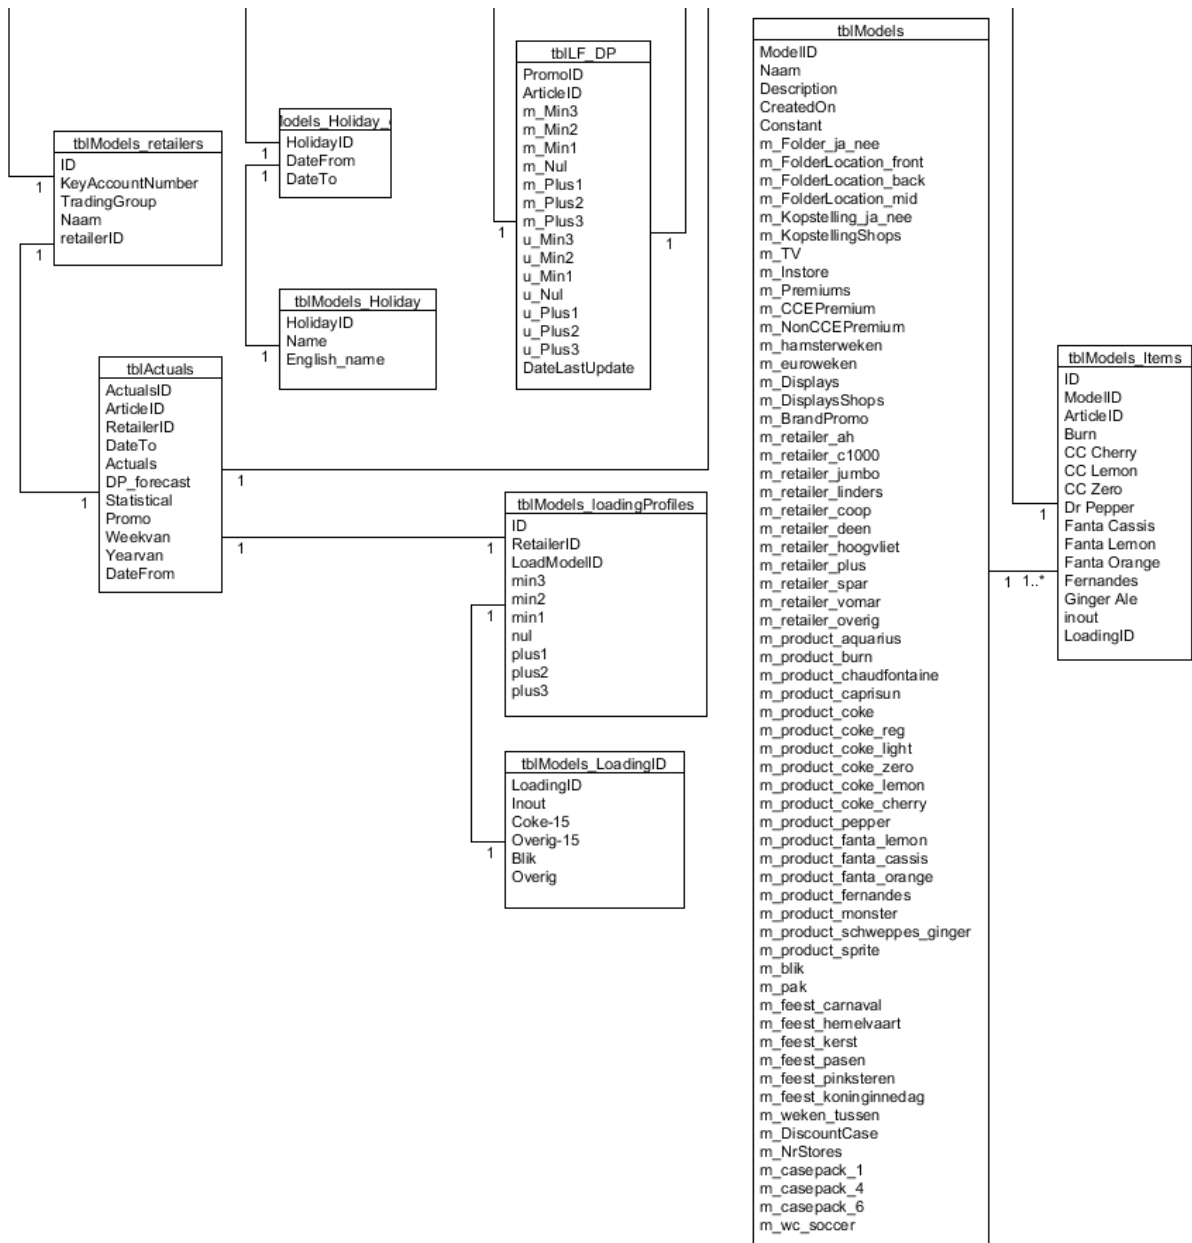 tblModels_retailers
ID
KeyAccountNumber
TradingGroup
Naam
retailerID
1
1
Models_Holiday_
HolidayID
DateFrom
DateTo
1
1
tblModels_Holiday
HolidayID
Name
English_name
1
tblLF_DP
PromoID
ArticleID
m_Min3
m_Min2
m_Min1
m_Nul
m_Plus1
m_Plus2
m_Plus3
u_Min3
u_Min2
u_Min1
u_Nul
u_Plus1
u_Plus2
u_Plus3
DateLastUpdate
1
1
tblActuals
ActualsID
ArticleID
RetailerID
DateTo
Actuals
DP_forecast
Statistical
Promo
Weekvan
Yearvan
DateFrom
1
1
1
tblModels_loadingProfiles
ID
RetailerID
LoadModelID
min3
min2
min1
nul
plus1
plus2
plus3
1
1
tblModels_LoadingID
LoadingID
Inout
Coke-15
Overig-15
Blik
Overig
1
tblModels
ModelID
Naam
Description
CreatedOn
Constant
m_Folder_ja_nee
m_FolderLocation_front
m_FolderLocation_back
m_FolderLocation_mid
m_Kopstelling_ja_nee
m_KopstellingShops
m_TV
m_Instore
m_Premiums
m_CCEPremium
m_NonCCEPremium
m_hamsterweken
m_euroweken
m_Displays
m_DisplaysShops
m_BrandPromo
m_retailer_ah
m_retailer_c1000
m_retailer_jumbo
m_retailer_linders
m_retailer_coop
m_retailer_deen
m_retailer_hoogvliet
m_retailer_plus
m_retailer_spar
m_retailer_vomar
m_retailer_overig
m_product_aquarius
m_product_burn
m_product_chaudfontaine
m_product_caprisun
m_product_coke
m_product_coke_reg
m_product_coke_light
m_product_coke_zero
m_product_coke_lemon
m_product_coke_cherry
m_product_pepper
m_product_fanta_lemon
m_product_fanta_cassis
m_product_fanta_orange
m_product_fernandes
m_product_monster
m_product_schweppes_ginger
m_product_sprite
m_blik
m_pak
m_feest_carnaval
m_feest_hemelvaart
m_feest_kerst
m_feest_pasen
m_feest_pinksteren
m_feest_koninginnedag
m_weken_tussen
m_DiscountCase
m_NrStores
m_casepack_1
m_casepack_4
m_casepack_6
m_wc_soccer
1 1..*
tblModels_Items
ID
ModelID
ArticleID
Burn
CC Cherry
CC Lemon
CC Zero
Dr Pepper
Fanta Cassis
Fanta Lemon
Fanta Orange
Fernandes
Ginger Ale
inout
LoadingID
1